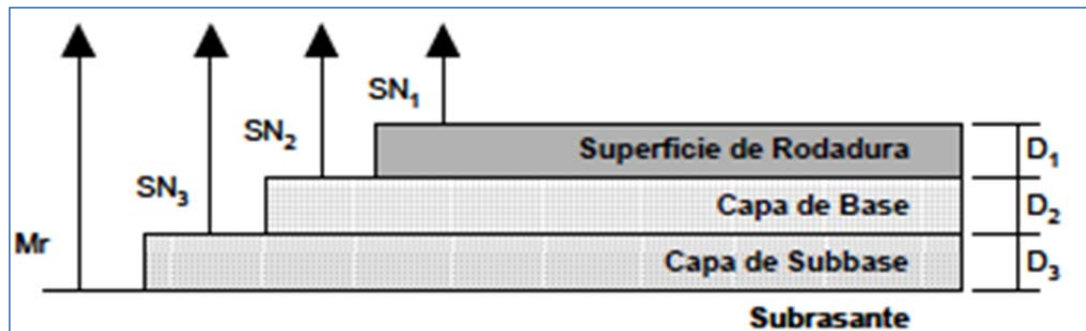 SN₁
SN₂
Superficie de Rodadura D₁
SN₃
Capa de Base D₂
Mr
Capa de Subbase D₃
Subrasante